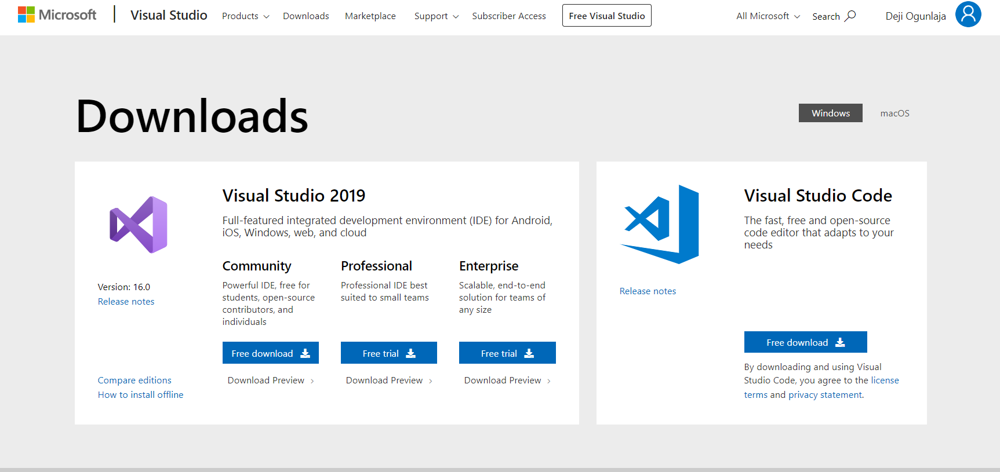 Microsoft Visual Studio Products Downloads Marketplace Support Subscriber Access Free Visual Studio All Microsoft Search Deji Ogunlaja
Downloads
Windows macOS
Visual Studio 2019
Full-featured integrated development environment (IDE) for Android,
iOS, Windows, web, and cloud
Version: 16.0
Release notes
Compare editions
How to install offline
Community
Powerful IDE, free for
students, open-source
contributors, and
individuals
Free download
Download Preview
Professional
Professional IDE best
suited to small teams
Free trial
Download Preview
Enterprise
Scalable, end-to-end
solution for teams of
any size
Free trial
Download Preview
Visual Studio Code
The fast, free and open-source
code editor that adapts to your
needs
Release notes
Free download
By downloading and using Visual
Studio Code, you agree to the license
terms and privacy statement.